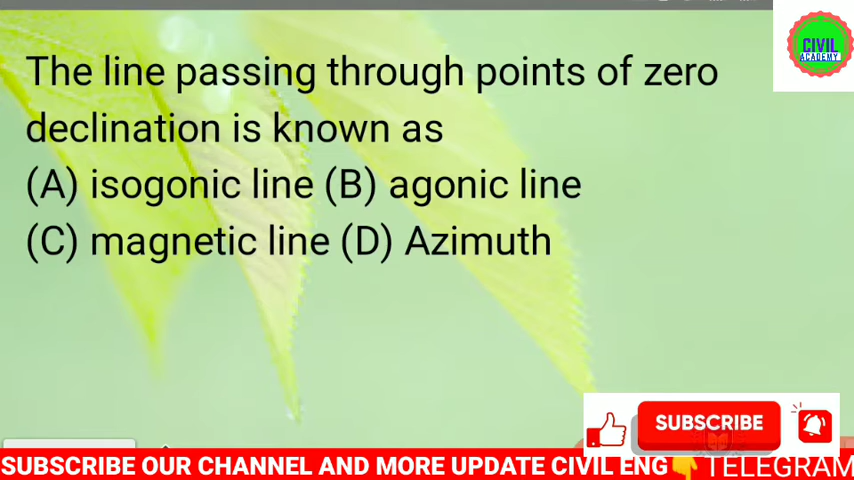 CIVIL
ACADEMY
The line passing through points of zero
declination is known as
(A) isogonic line (B) agonic line
(C) magnetic line (D) Azimuth
SUBSCRIBE
SUBSCRIBE OUR CHANNEL AND MORE UPDATE CIVIL ENG👇 TELEGRAM